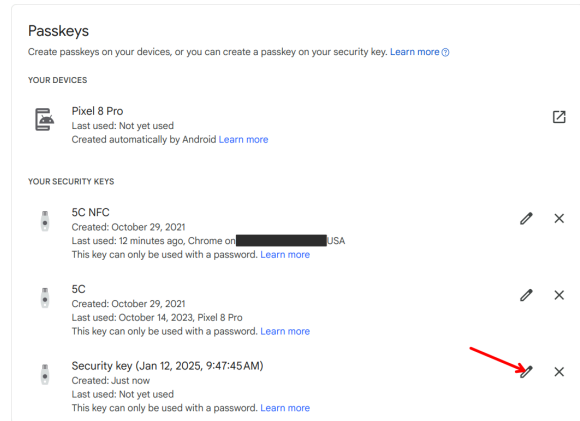 Passkeys
Create passkeys on your devices, or you can create a passkey on your security key. Learn more
YOUR DEVICES
Pixel 8 Pro
Last used: Not yet used
Created automatically by Android Learn more
YOUR SECURITY KEYS
5C NFC
Created: October 29, 2021
Last used: 12 minutes ago, Chrome on USA
This key can only be used with a password. Learn more
5C
Created: October 29, 2021
Last used: October 14, 2023, Pixel 8 Pro
This key can only be used with a password. Learn more
Security key (Jan 12, 2025, 9:47:45 AM)
Created: Just now
Last used: Not yet used
This key can only be used with a password. Learn more